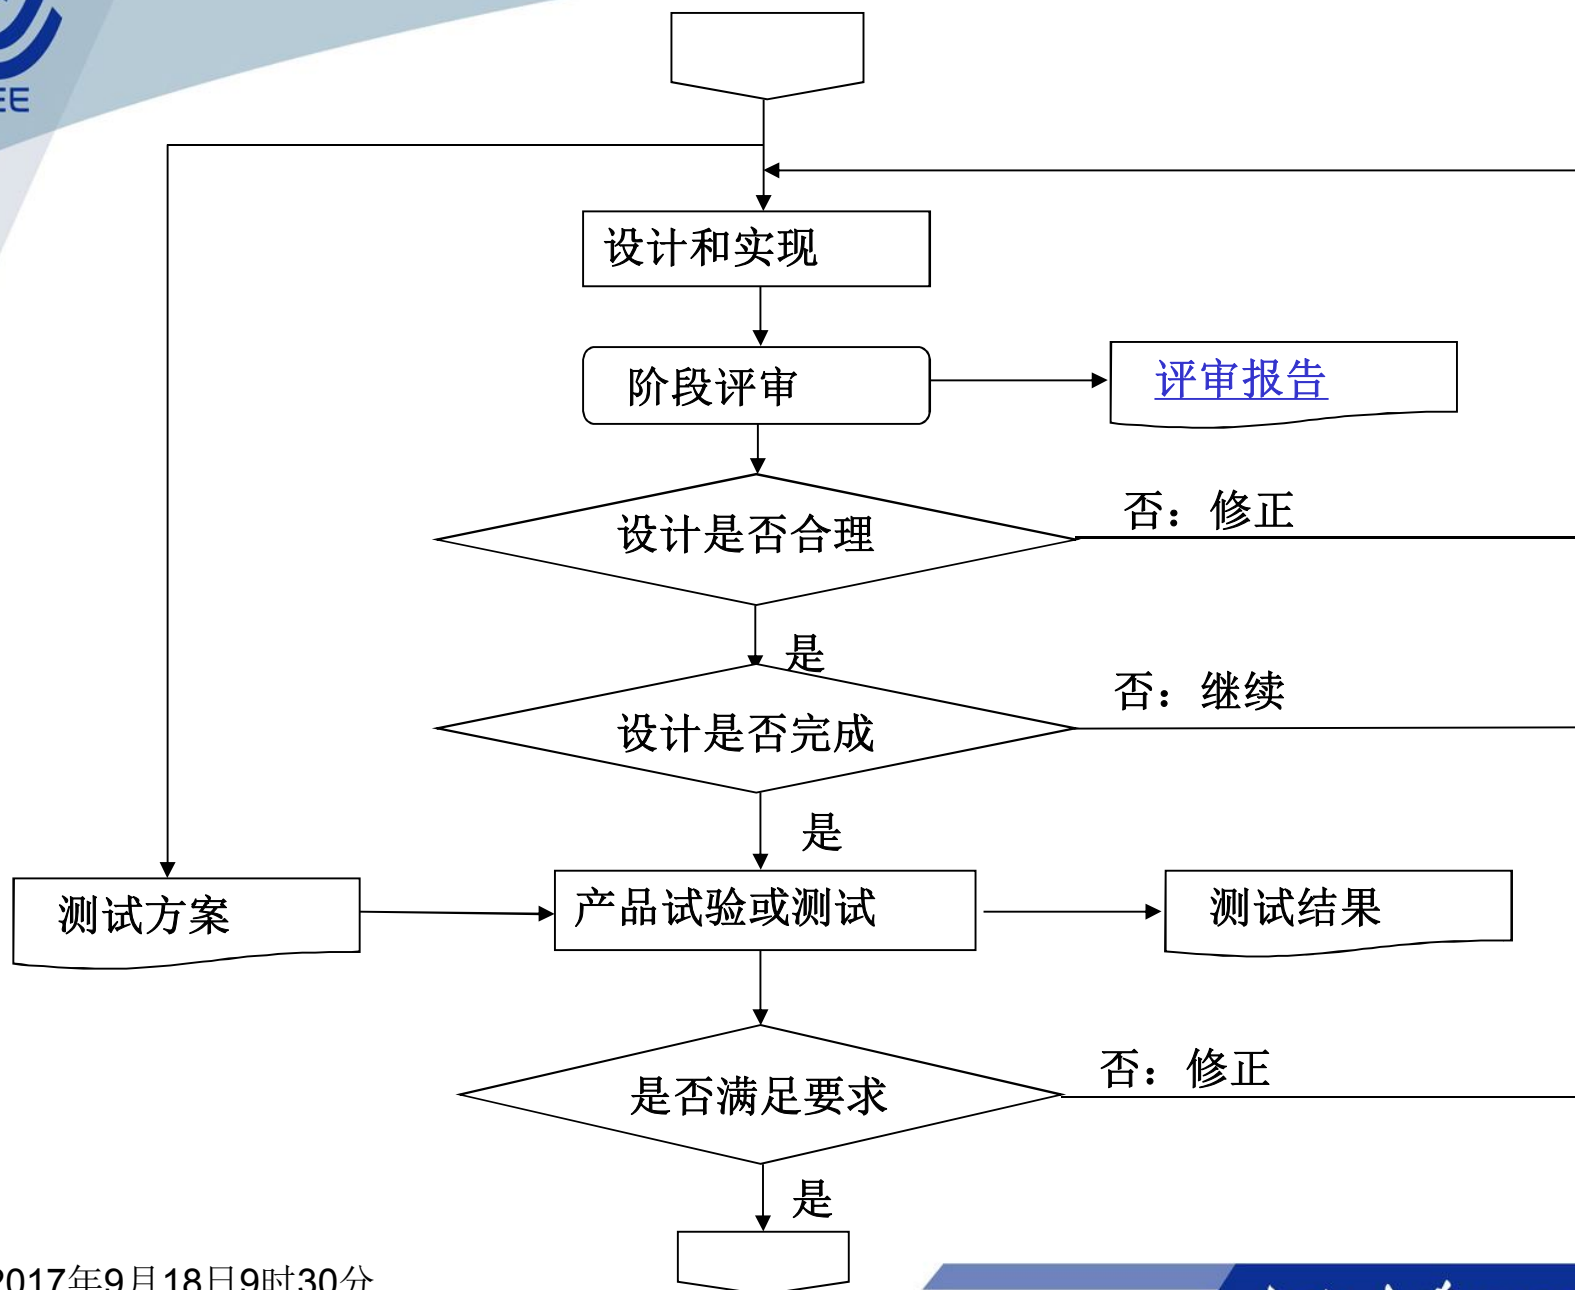 EE
设计和实现
阶段评审
评审报告
设计是否合理
否：修正
是
设计是否完成
否：继续
是
测试方案
产品试验或测试
测试结果
是否满足要求
否：修正
是
2017年9月18日9时30分